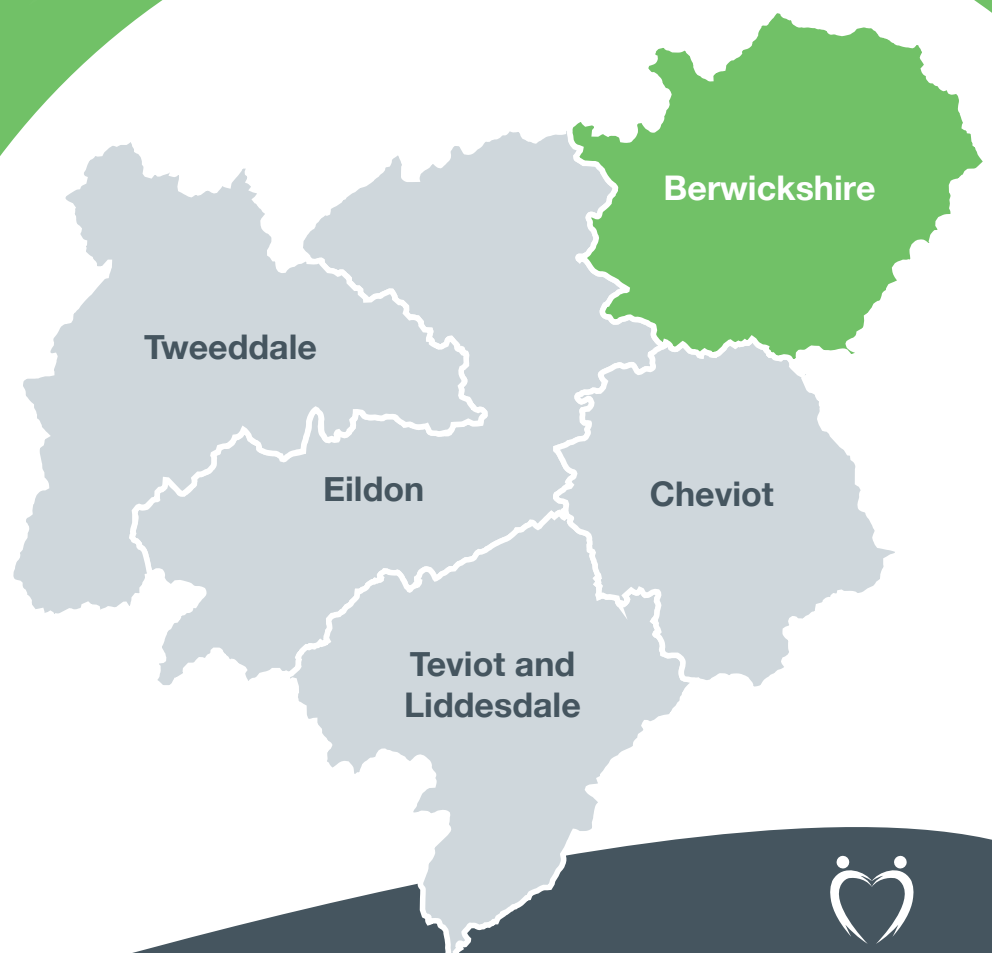 Berwickshire
Tweeddale
Eildon
Cheviot
Teviot and
Liddesdale